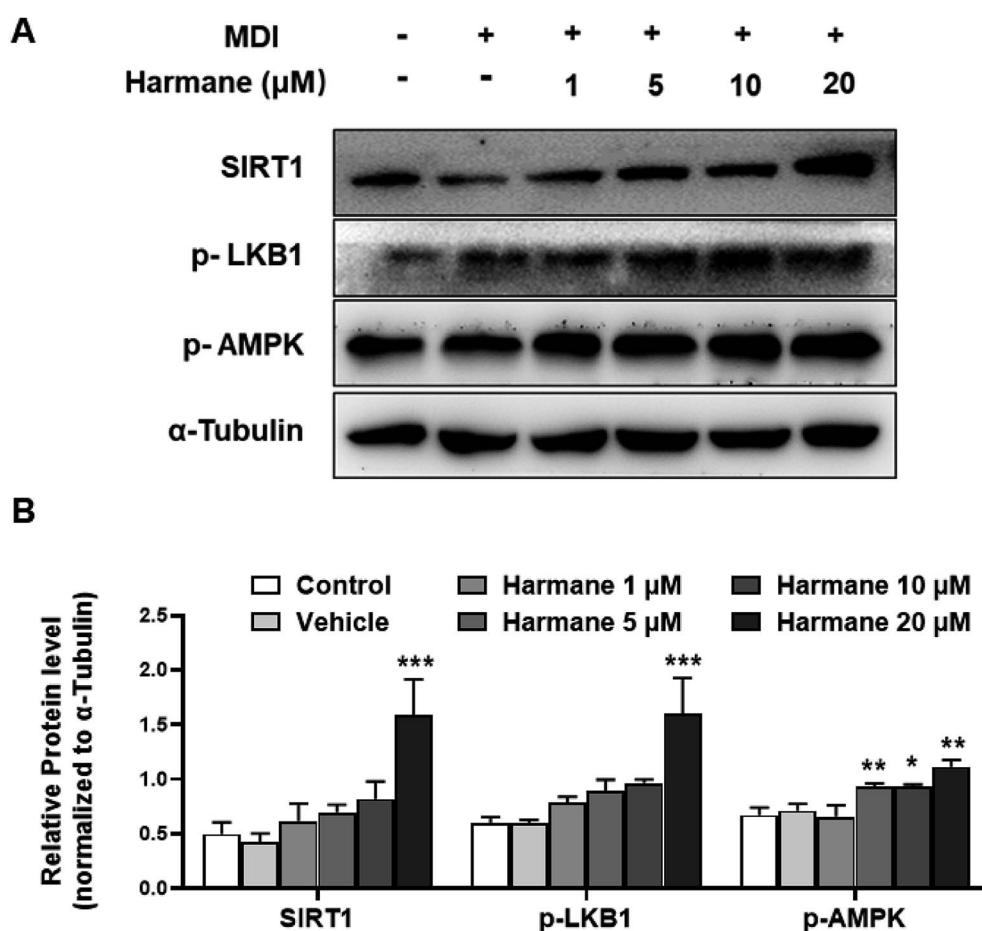 A
MDI - + + + + +
Harmane (μM) - - 1 5 10 20
SIRT1
p- LKB1
p- AMPK
α-Tubulin
B
Control Harmane 1 μM Harmane 10 μM
Vehicle Harmane 5 μM Harmane 20 μM
Relative Protein level
(normalized to α-Tubulin)
2.5
2.0
1.5
1.0
0.5
0.0
*** *** ** * **
SIRT1 p-LKB1 p-AMPK